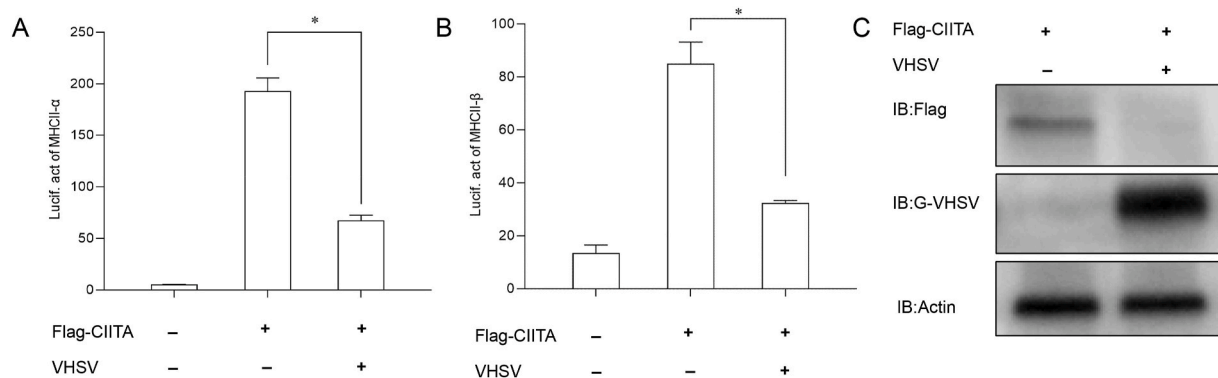 A
Lucif. act of MHCII-α
250
200
150
100
50
0
*
Flag-CIITA – + +
VHSV – – +
B
Lucif. act of MHCII-β
100
80
60
40
20
0
*
Flag-CIITA – + +
VHSV – – +
C
Flag-CIITA + +
VHSV – +
IB:Flag
IB:G-VHSV
IB:Actin